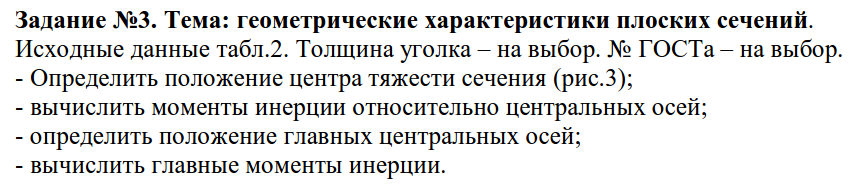 Задание №3. Тема: геометрические характеристики плоских сечений.
Исходные данные табл.2. Толщина уголка – на выбор. № ГОСТа – на выбор.
- Определить положение центра тяжести сечения (рис.3);
- вычислить моменты инерции относительно центральных осей;
- определить положение главных центральных осей;
- вычислить главные моменты инерции.